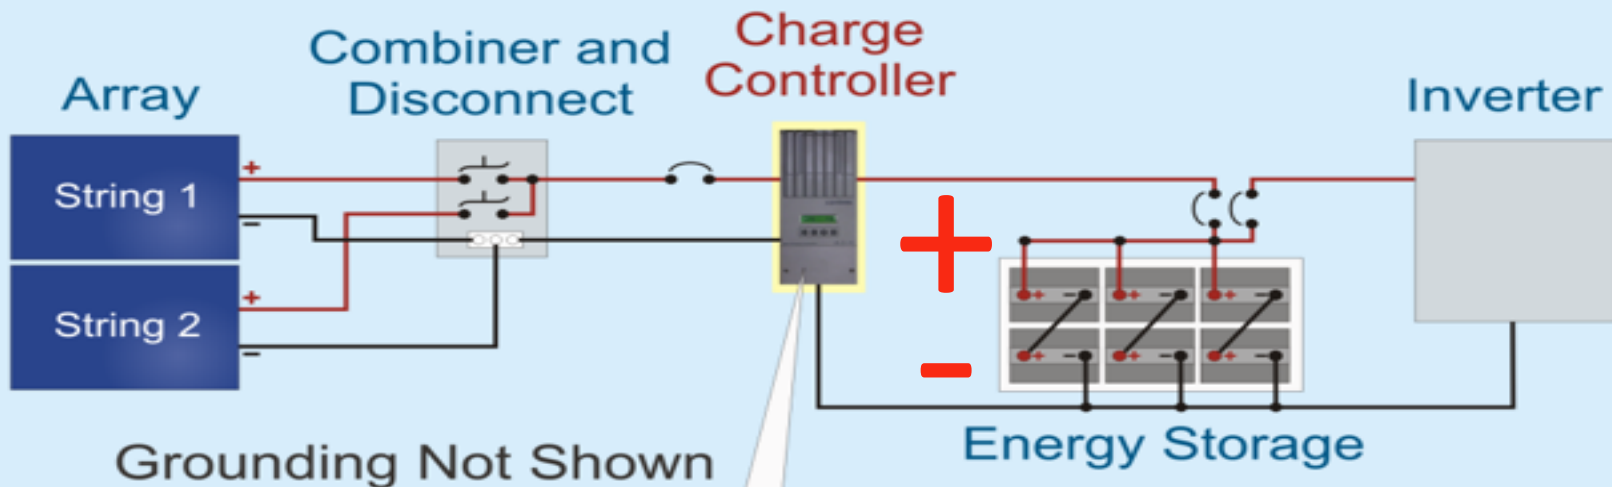 Charge
Controller
Combiner and
Disconnect
Array
Inverter
String 1
+
−
String 2
+
−
+
-
+ − + − + −
+ − + − + −
Energy Storage
Grounding Not Shown